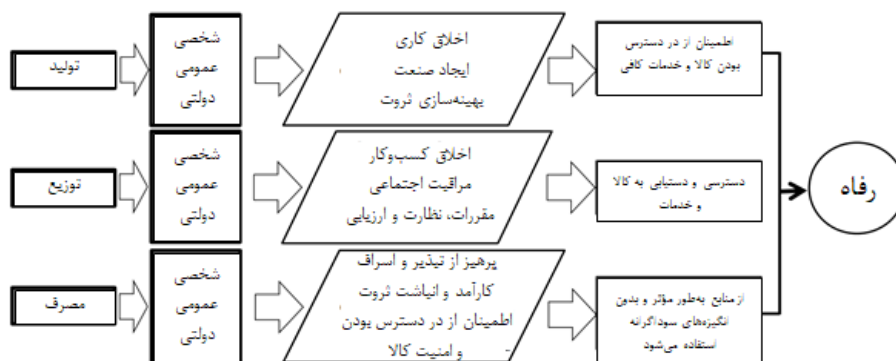 تولید
شخصی
عمومی
دولتی
اخلاق کاری
ایجاد صنعت
بهینه‌سازی ثروت
اطمینان از در دسترس
بودن کالا و خدمات کافی
توزیع
شخصی
عمومی
دولتی
اخلاق کسب‌وکار
مراقبت اجتماعی
مقررات، نظارت و ارزیابی
دسترسی و دستیابی به کالا
و خدمات
مصرف
شخصی
عمومی
دولتی
پرهیز از تبذیر و اسراف
کارآمد و انباشت ثروت
اطمینان از در دسترس بودن
و امنیت کالا
از منابع به‌طور مؤثر و بدون
انگیزه‌های سوداگرانه
استفاده می‌شود
رفاه